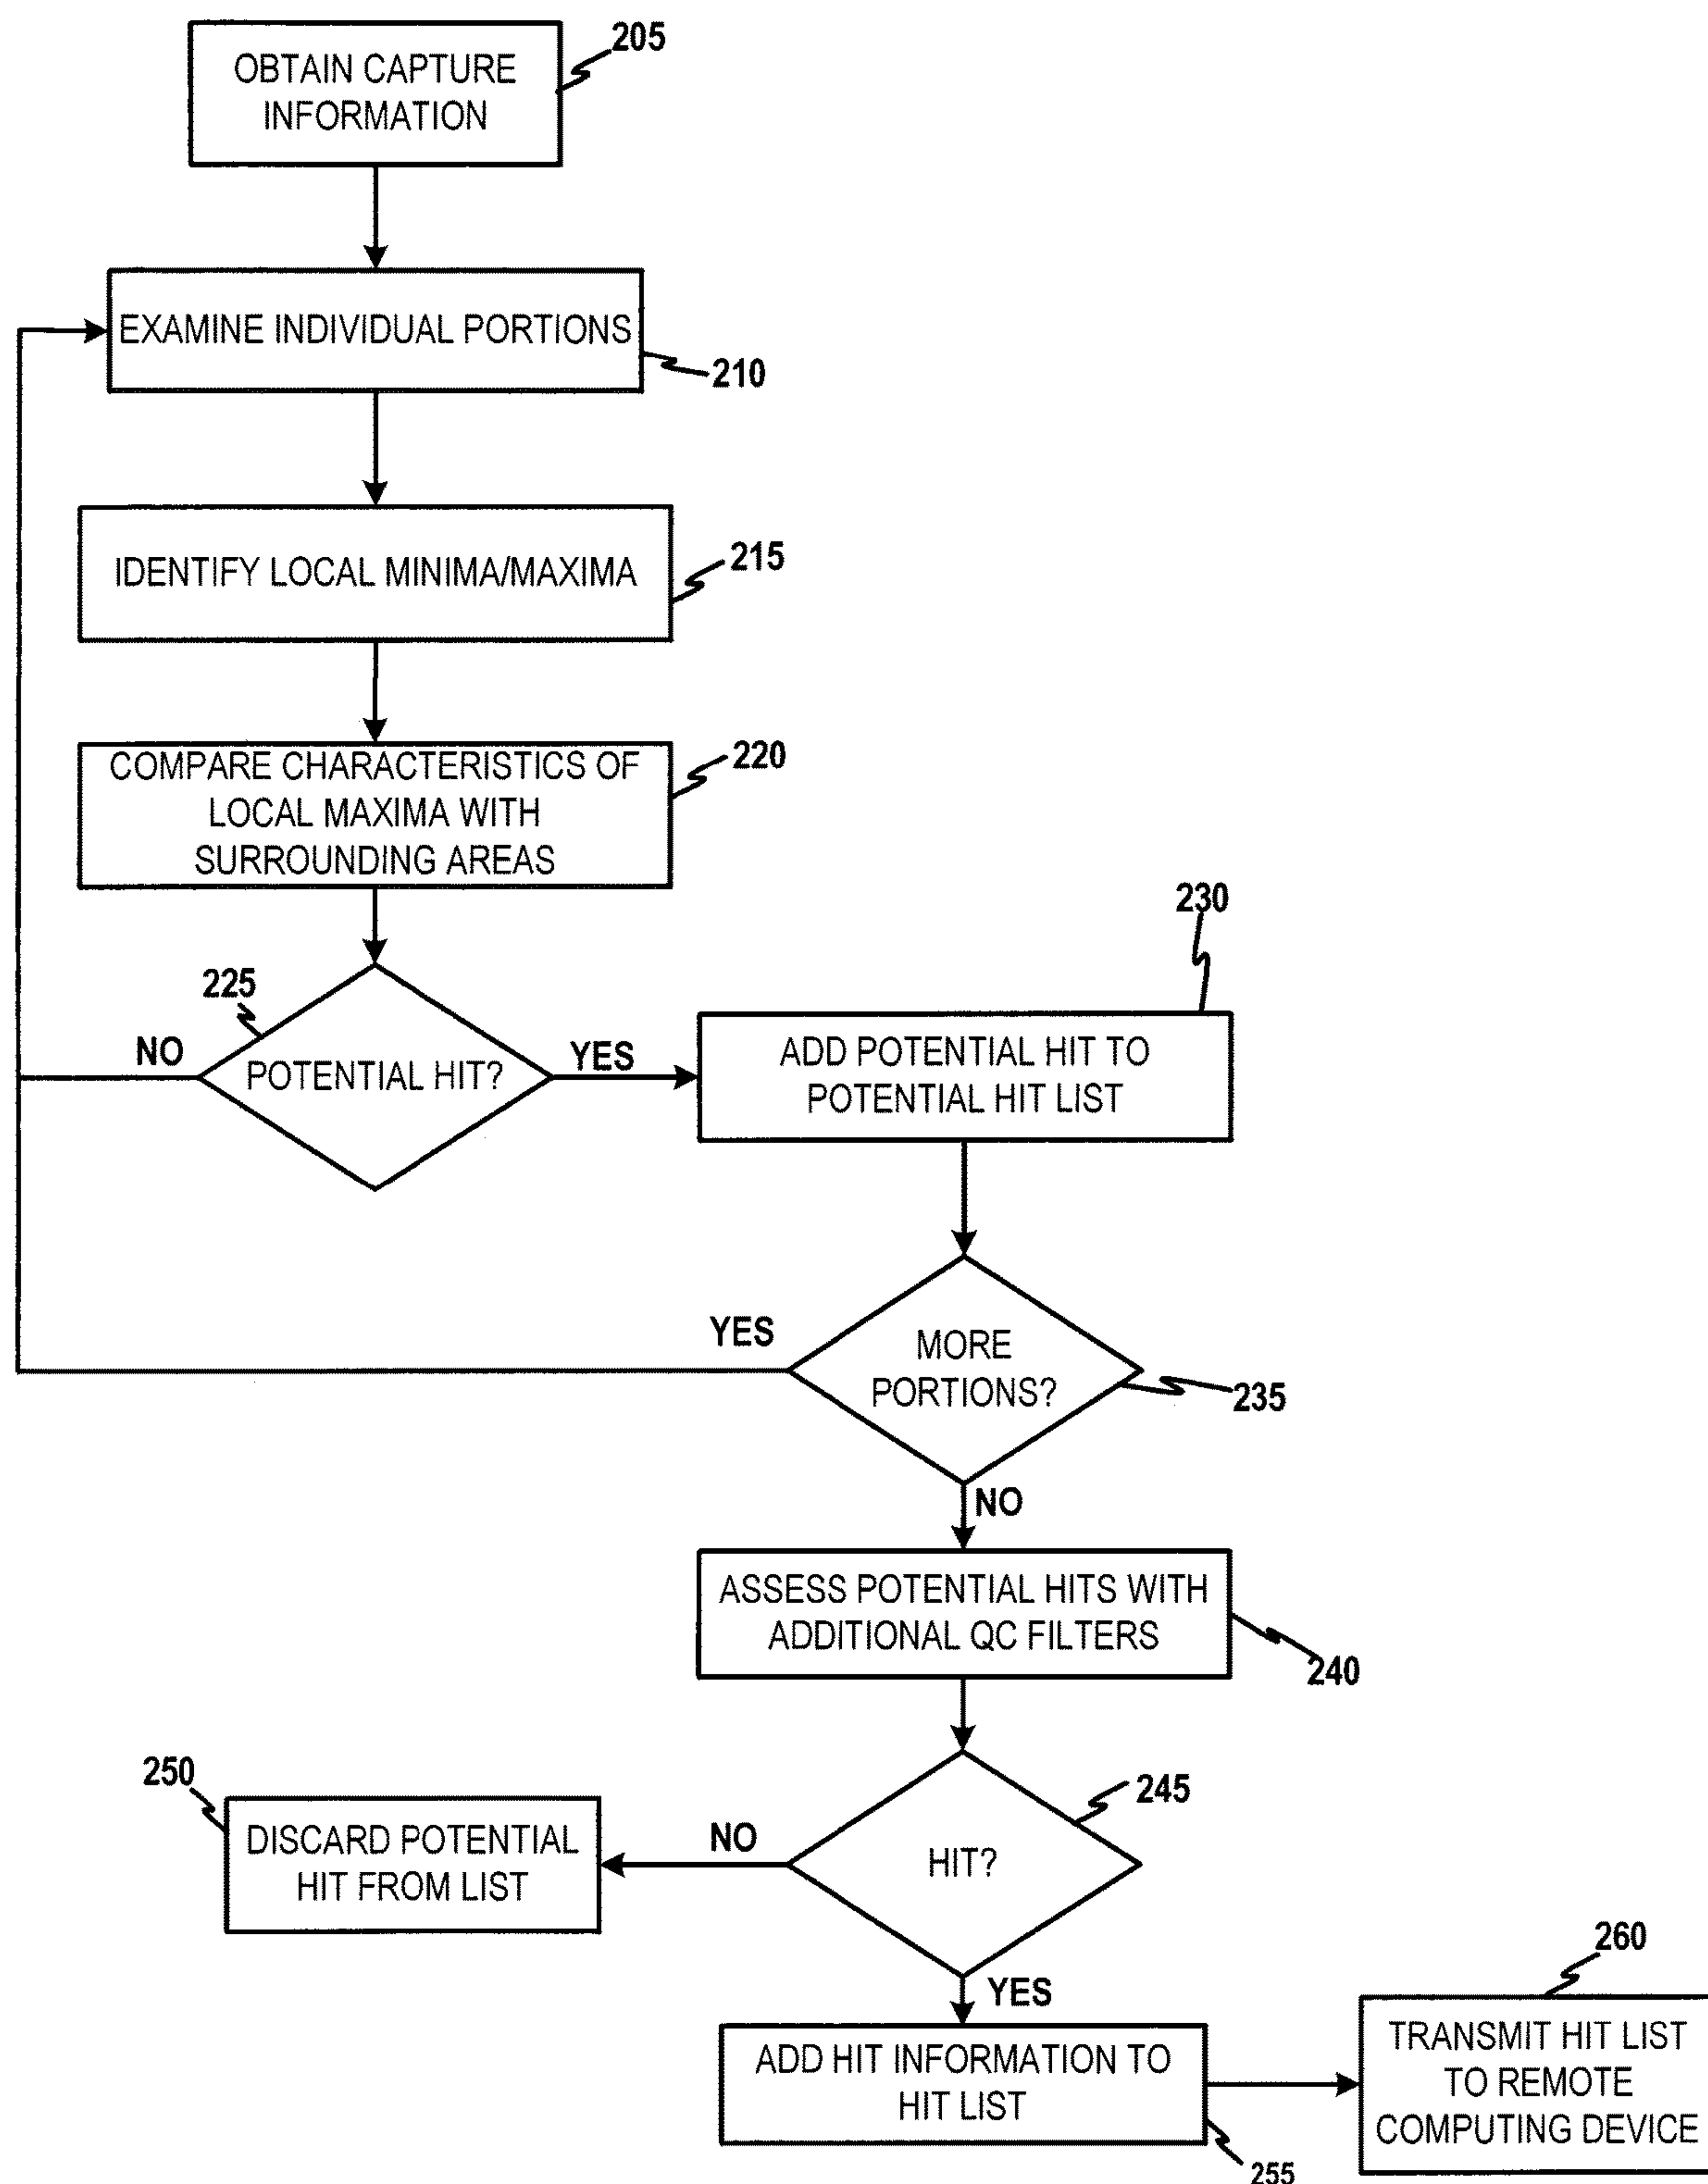 205
OBTAIN CAPTURE
INFORMATION
EXAMINE INDIVIDUAL PORTIONS
210
IDENTIFY LOCAL MINIMA/MAXIMA
215
COMPARE CHARACTERISTICS OF
LOCAL MAXIMA WITH
SURROUNDING AREAS
220
225
NO
POTENTIAL HIT?
YES
230
ADD POTENTIAL HIT TO
POTENTIAL HIT LIST
YES
MORE
PORTIONS?
235
NO
ASSESS POTENTIAL HITS WITH
ADDITIONAL QC FILTERS
240
245
HIT?
NO
250
DISCARD POTENTIAL
HIT FROM LIST
YES
ADD HIT INFORMATION TO
HIT LIST
255
260
TRANSMIT HIT LIST
TO REMOTE
COMPUTING DEVICE